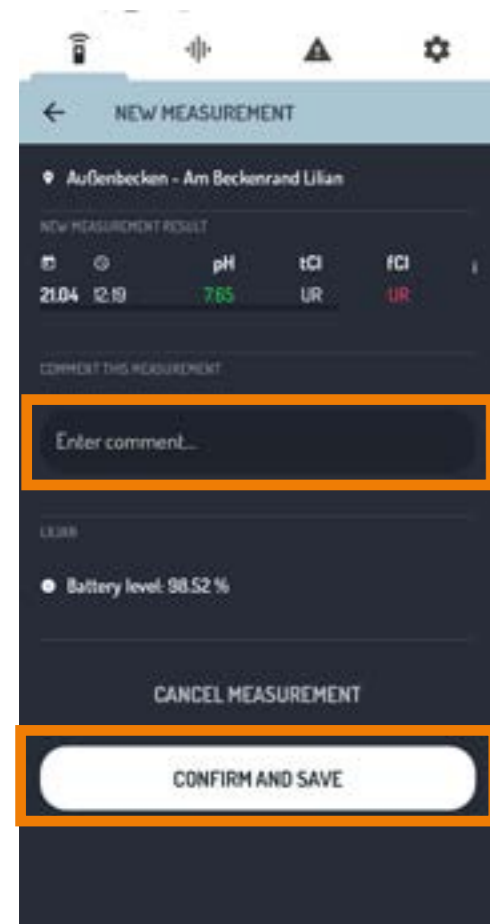 NEW MEASUREMENT
Außenbecken - Am Beckenrand Lilian
NEW MEASUREMENT RESULT
pH tCl fCl
21.04 12:19 7.65 UR UR
COMMENT THIS MEASUREMENT
Enter comment...
LILIAN
Battery level: 98.52 %
CANCEL MEASUREMENT
CONFIRM AND SAVE